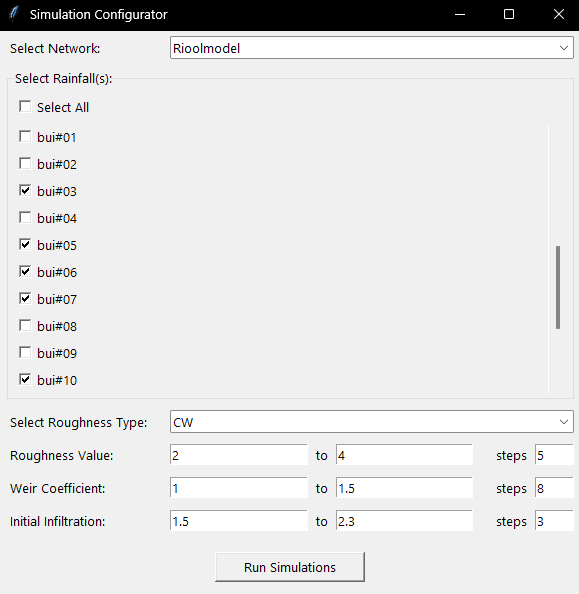 Simulation Configurator
Select Network: Rioolmodel
Select Rainfall(s):
Select All
bui#01
bui#02
bui#03
bui#04
bui#05
bui#06
bui#07
bui#08
bui#09
bui#10
Select Roughness Type: CW
Roughness Value: 2 to 4 steps 5
Weir Coefficient: 1 to 1.5 steps 8
Initial Infiltration: 1.5 to 2.3 steps 3
Run Simulations